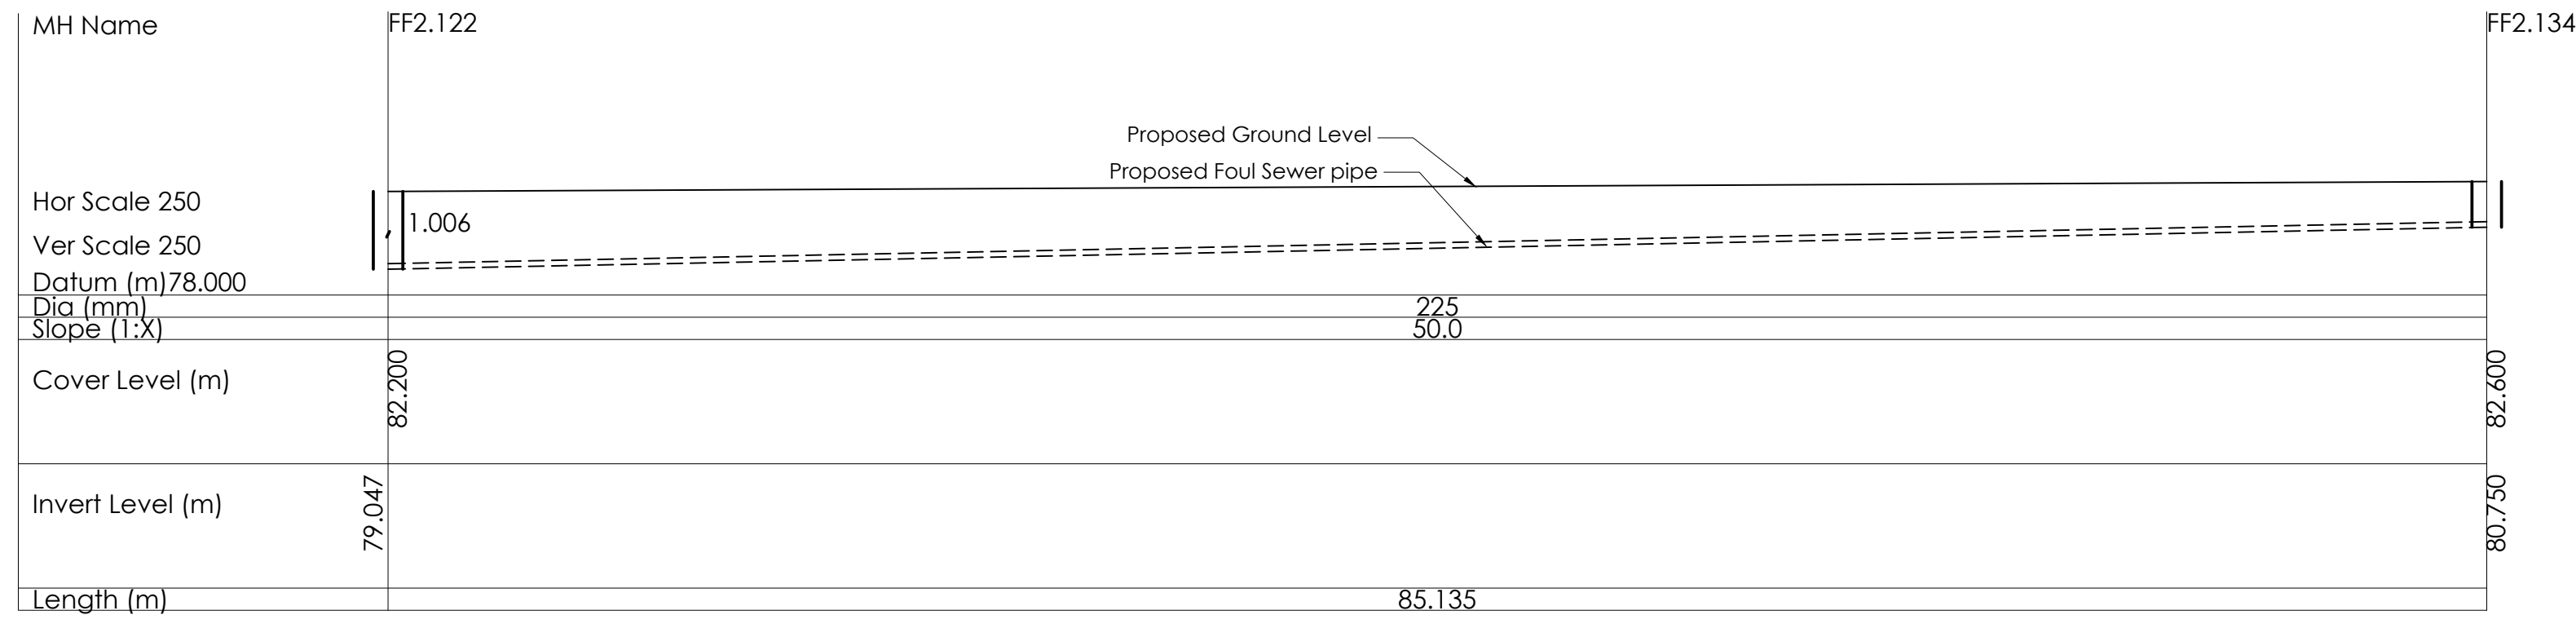 MH Name
FF2.122
FF2.134
Proposed Ground Level
Proposed Foul Sewer pipe
Hor Scale 250
1.006
Ver Scale 250
Datum (m)78.000
Dia (mm)
225
Slope (1:X)
50.0
Cover Level (m)
82.200
82.600
Invert Level (m)
79.047
80.750
Length (m)
85.135